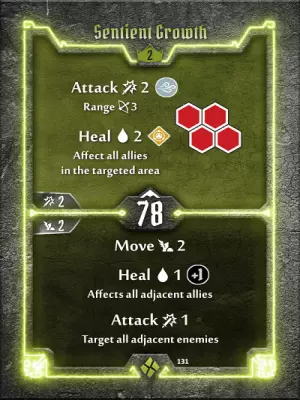 Sentient Growth
2
Attack 2
Range 3
Heal 2
Affect all allies
in the targeted area
2
78
2
Move 2
Heal 1 +1
Affects all adjacent allies
Attack 1
Target all adjacent enemies
131